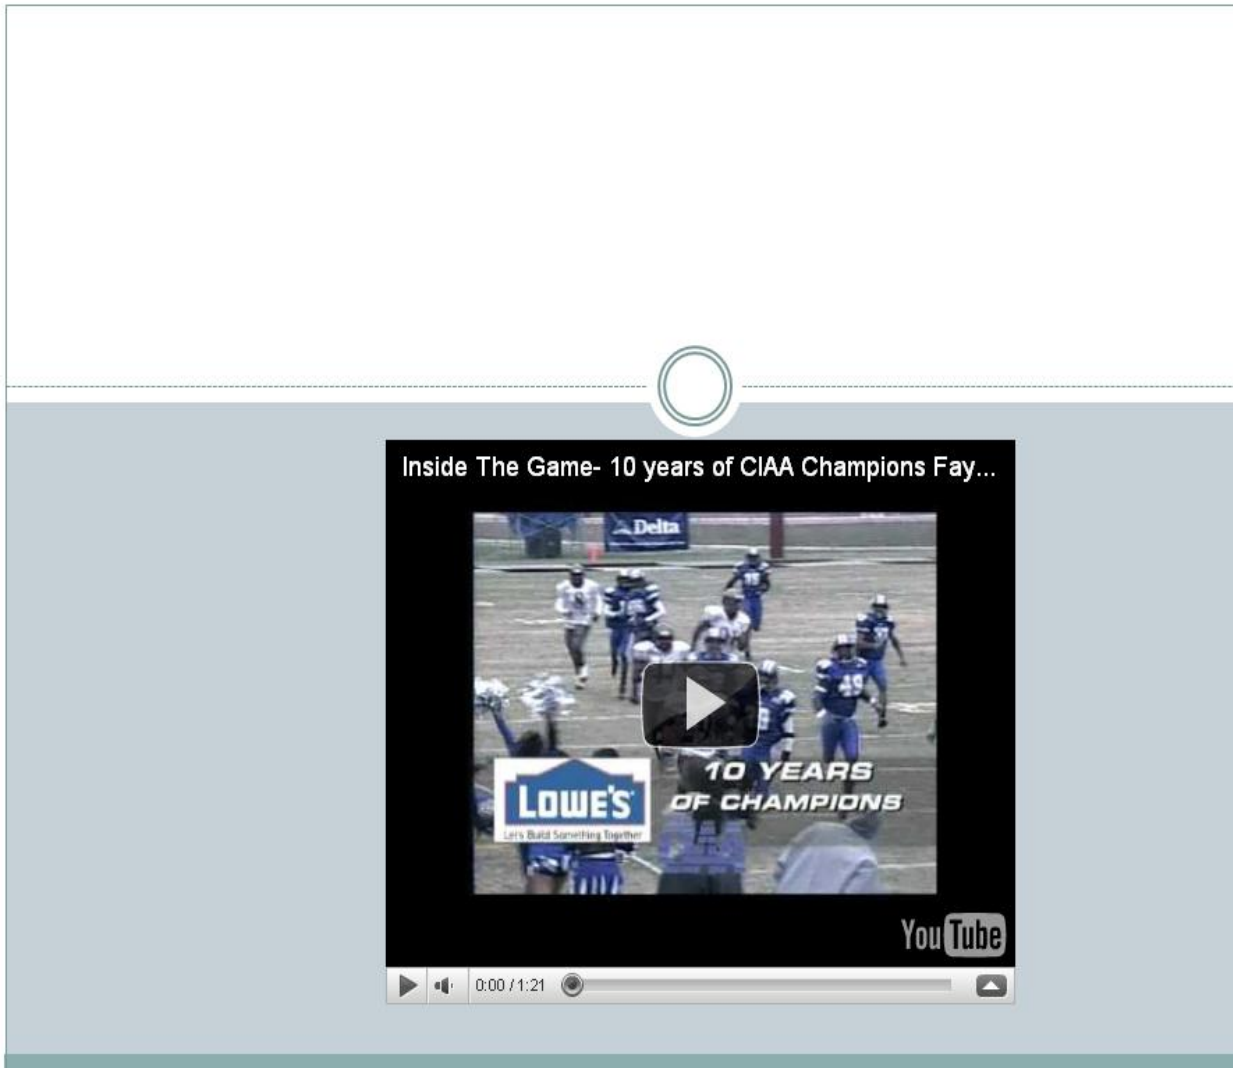 Inside The Game- 10 years of CIAA Champions Fay...
Delta
49
10 YEARS
OF CHAMPIONS
LOWE'S
Let's Build Something Together
YouTube
0:00 / 1:21